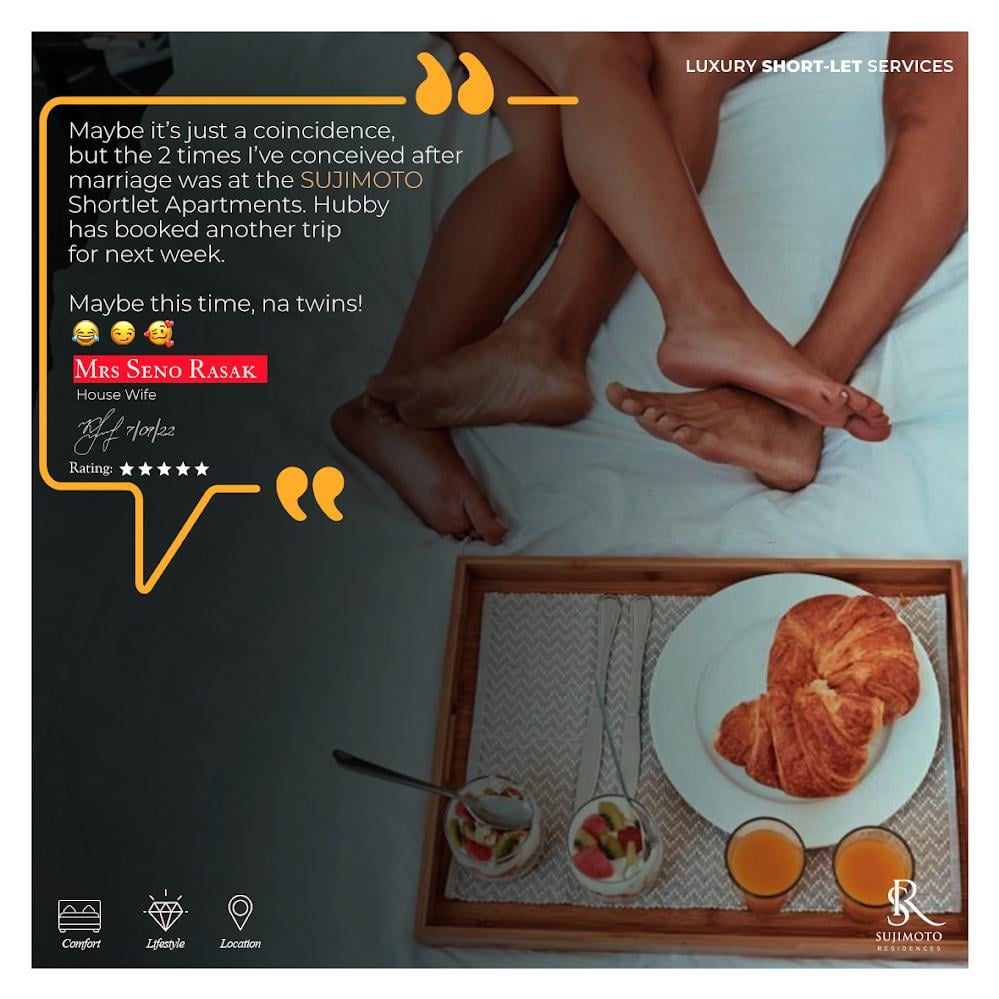 LUXURY SHORT-LET SERVICES
Maybe it's just a coincidence,
but the 2 times I've conceived after
marriage was at the SUJIMOTO
Shortlet Apartments. Hubby
has booked another trip
for next week.
Maybe this time, na twins!
😂 😏 🥰
Mrs Seno Rasak
House Wife
7/09/22
Rating: ★★★★★
Comfort
Lifestyle
Location
SR
SUJIMOTO
RESIDENCES